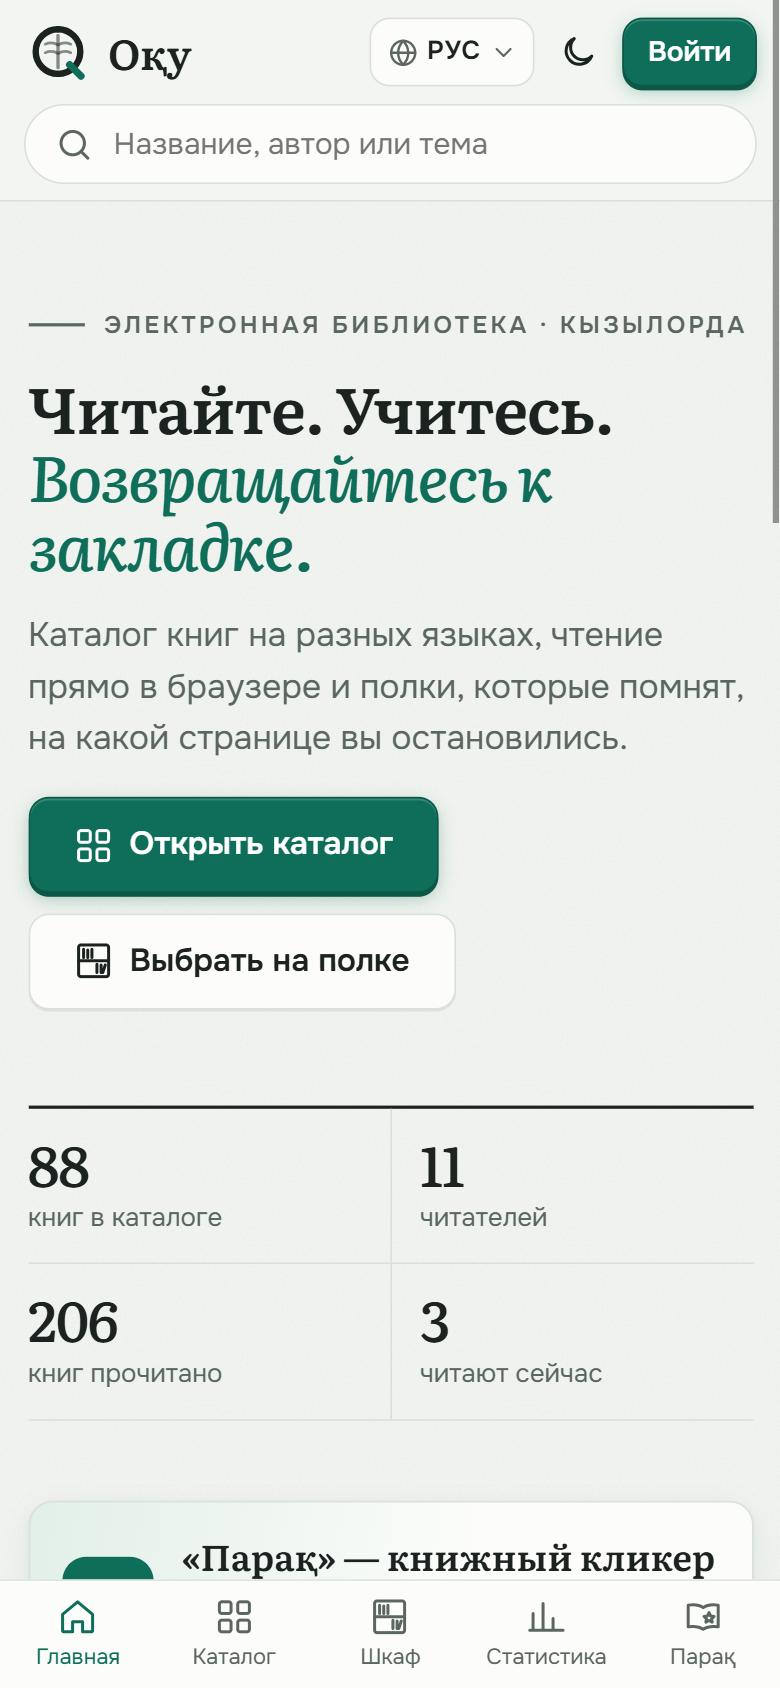 Оқу
РУС
Войти
Название, автор или тема
ЭЛЕКТРОННАЯ БИБЛИОТЕКА · КЫЗЫЛОРДА
Читайте. Учитесь.
Возвращайтесь к
закладке.
Каталог книг на разных языках, чтение
прямо в браузере и полки, которые помнят,
на какой странице вы остановились.
Открыть каталог
Выбрать на полке
88
книг в каталоге
11
читателей
206
книг прочитано
3
читают сейчас
«Парақ» — книжный кликер
Главная
Каталог
Шкаф
Статистика
Парақ